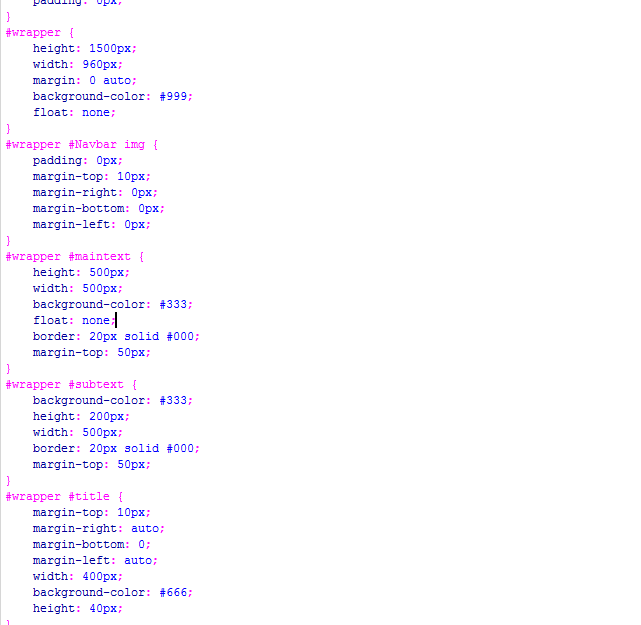 padding: 0px;
}
#wrapper {
height: 1500px;
width: 960px;
margin: 0 auto;
background-color: #999;
float: none;
}
#wrapper #Navbar img {
padding: 0px;
margin-top: 10px;
margin-right: 0px;
margin-bottom: 0px;
margin-left: 0px;
}
#wrapper #maintext {
height: 500px;
width: 500px;
background-color: #333;
float: none;
border: 20px solid #000;
margin-top: 50px;
}
#wrapper #subtext {
background-color: #333;
height: 200px;
width: 500px;
border: 20px solid #000;
margin-top: 50px;
}
#wrapper #title {
margin-top: 10px;
margin-right: auto;
margin-bottom: 0;
margin-left: auto;
width: 400px;
background-color: #666;
height: 40px;
}